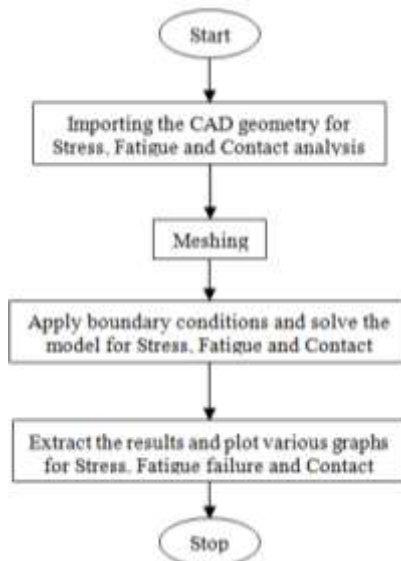 Start
Importing the CAD geometry for
Stress, Fatigue and Contact analysis
Meshing
Apply boundary conditions and solve the
model for Stress, Fatigue and Contact
Extract the results and plot various graphs
for Stress, Fatigue failure and Contact
Stop